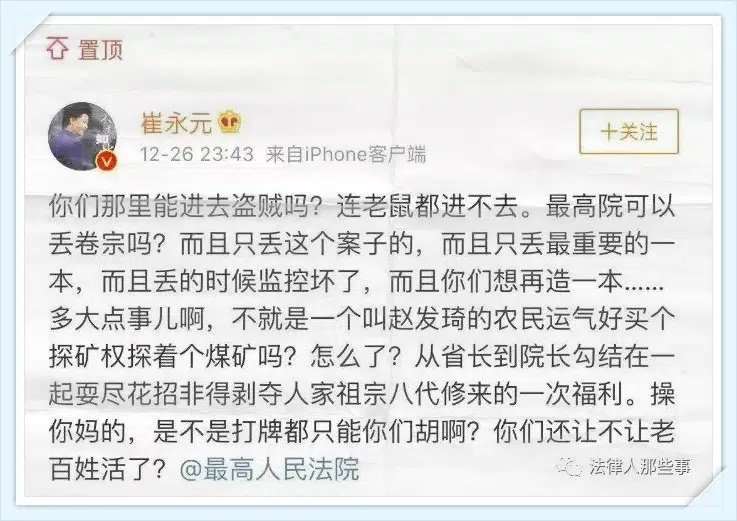 置顶
崔永元
12-26 23:43 来自iPhone客户端
+关注
你们那里能进去盗贼吗？连老鼠都进不去。最高院可以
丢卷宗吗？而且只丢这个案子的，而且只丢最重要的一
本，而且丢的时候监控坏了，而且你们想再造一本......
多大点事儿啊，不就是一个叫赵发琦的农民运气好买个
探矿权探着个煤矿吗？怎么了？从省长到院长勾结在一
起耍尽花招非得剥夺人家祖宗八代修来的一次福利。操
你妈的，是不是打牌都只能你们胡啊？你们还让不让老
百姓活了？@最高人民法院
法律人那些事